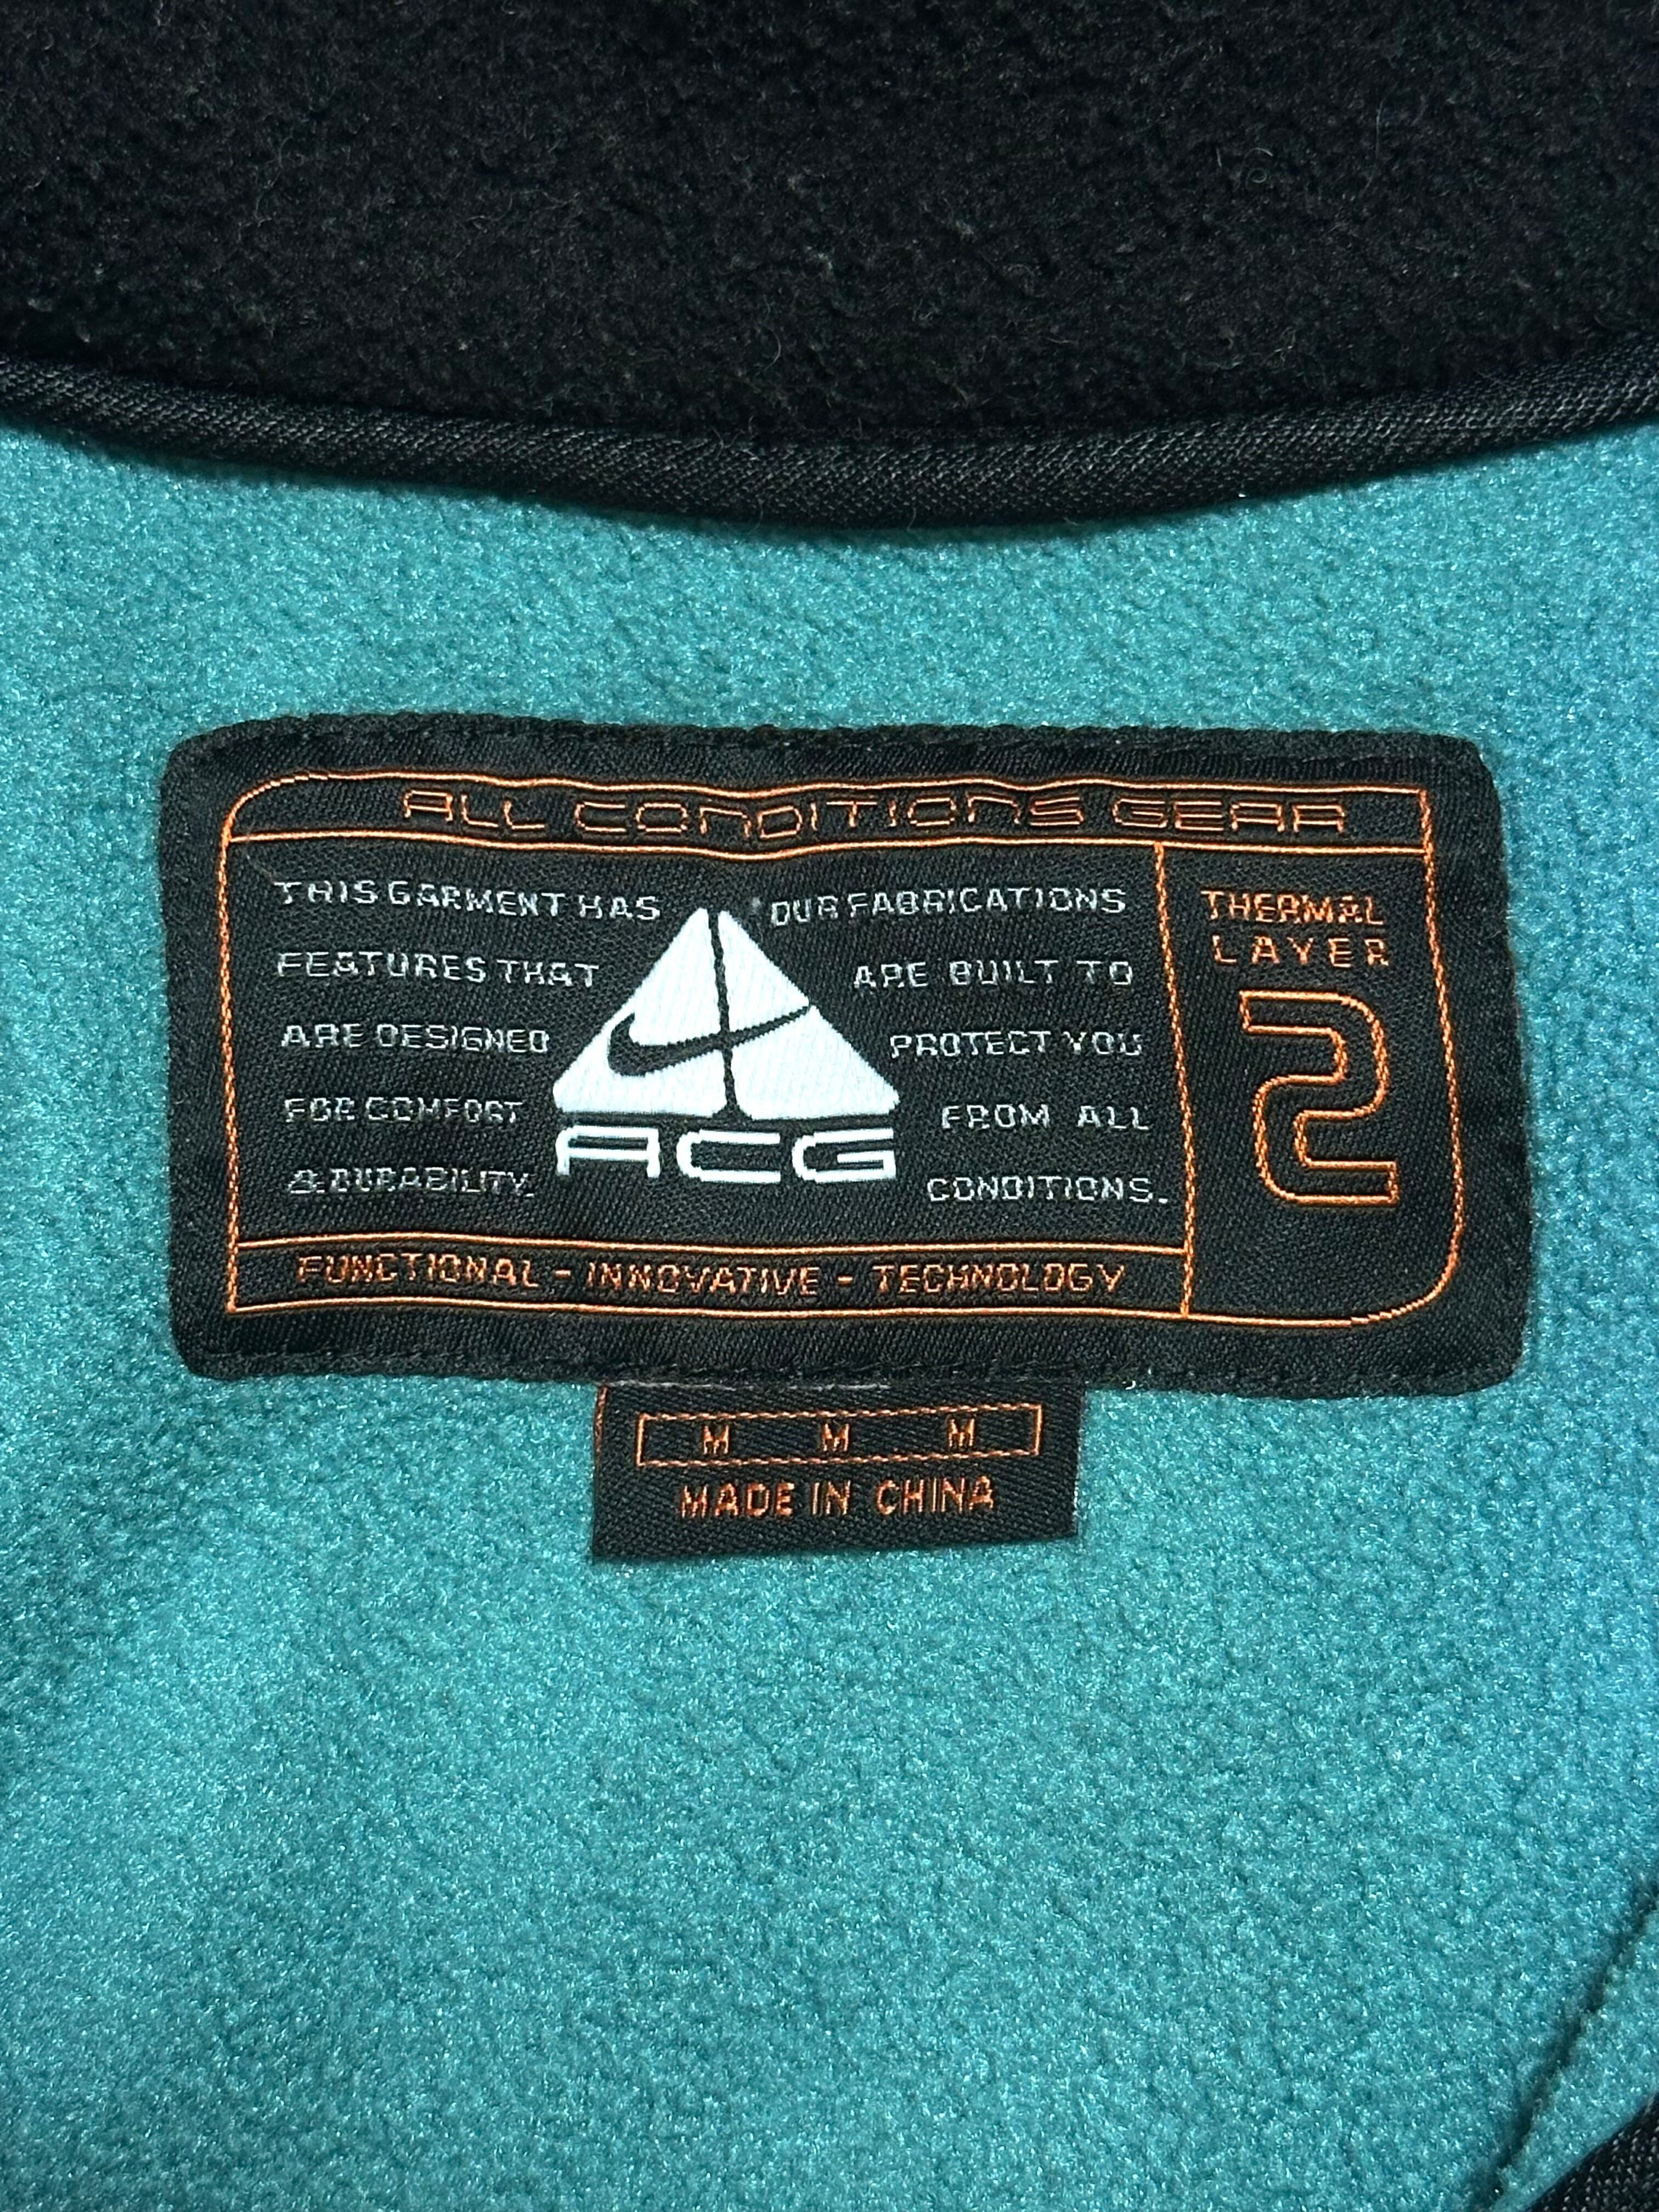 ALL CONDITIONS GEAR
THIS GARMENT HAS
FEATURES THAT
ARE DESIGNED
FOR COMFORT
& DURABILITY.
ACG
OUR FABRICATIONS
ARE BUILT TO
PROTECT YOU
FROM ALL
CONDITIONS.
THERMAL
LAYER
2
FUNCTIONAL - INNOVATIVE - TECHNOLOGY
M M M
MADE IN CHINA